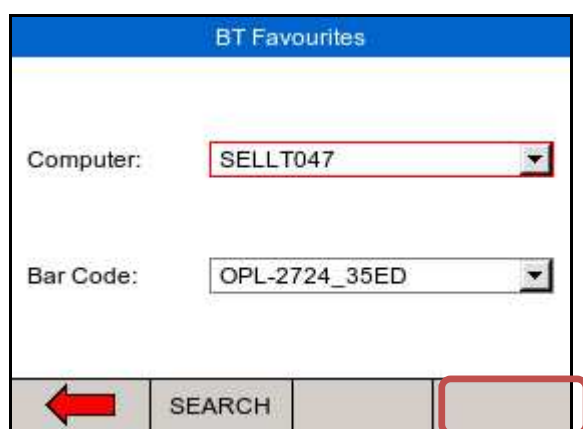 BT Favourites
Computer: SELLT047
Bar Code: OPL-2724_35ED
SEARCH